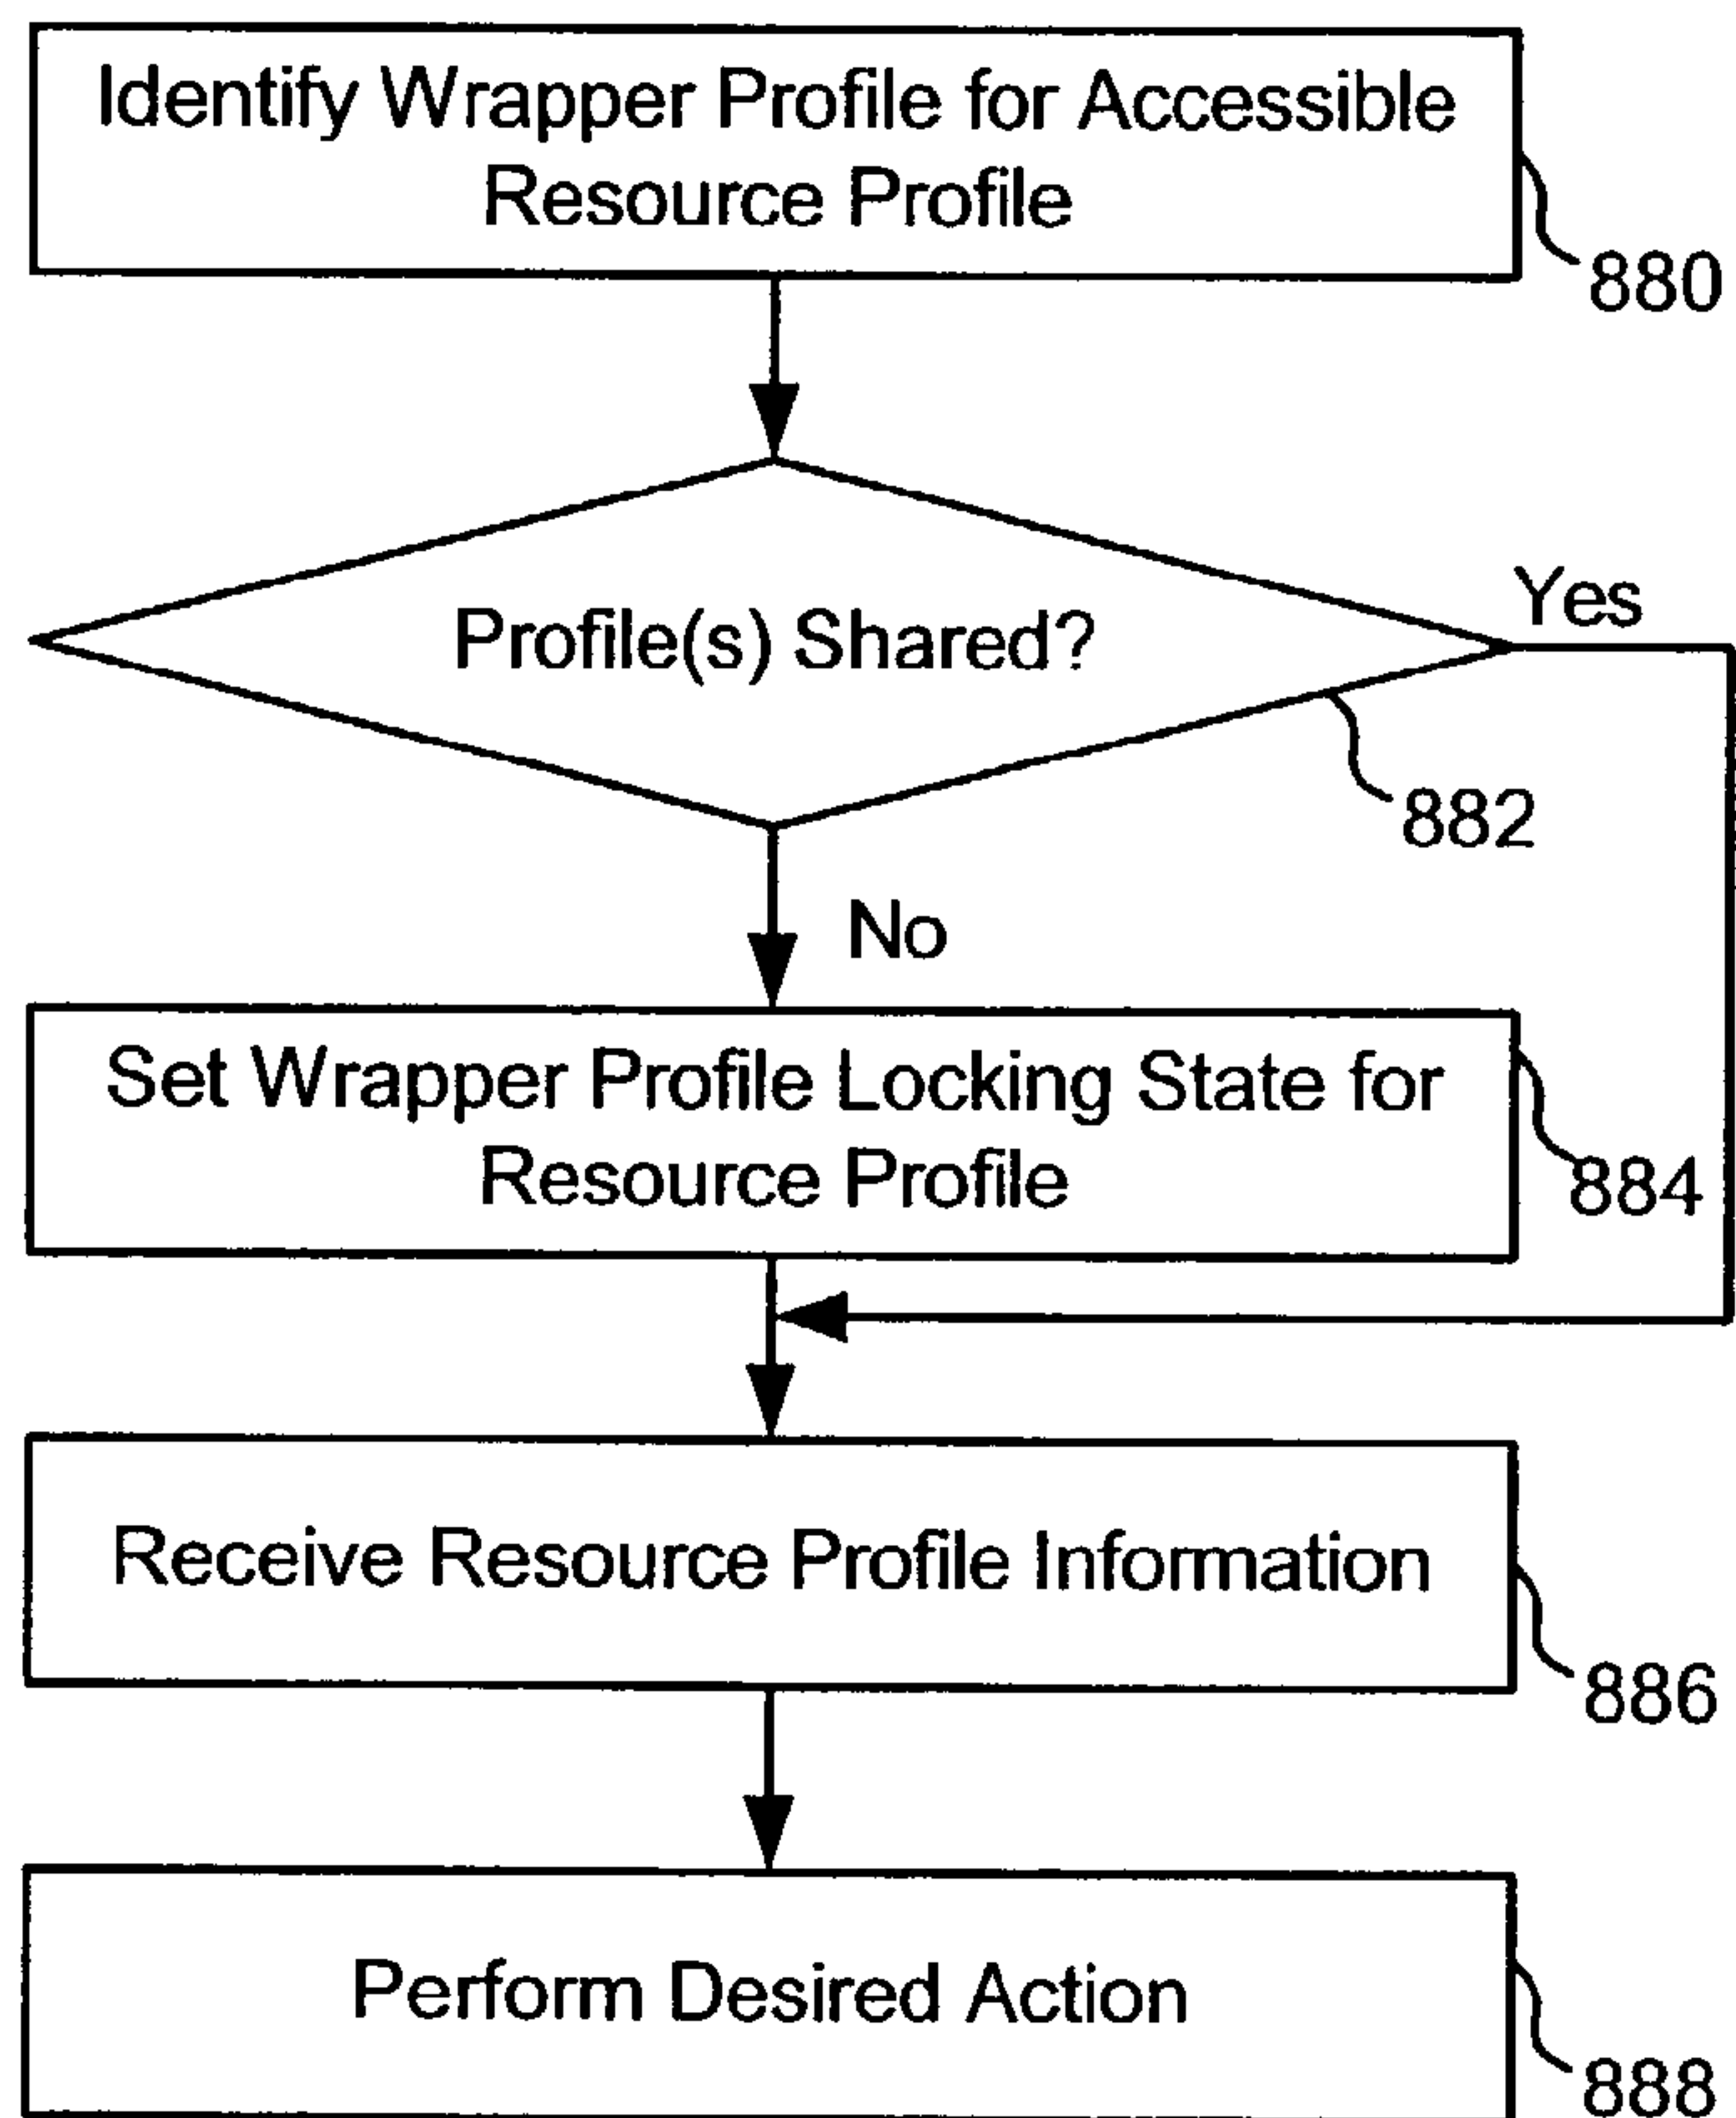 Identify Wrapper Profile for Accessible
Resource Profile
880
Profile(s) Shared?
Yes
882
No
Set Wrapper Profile Locking State for
Resource Profile
884
Receive Resource Profile Information
886
Perform Desired Action
888